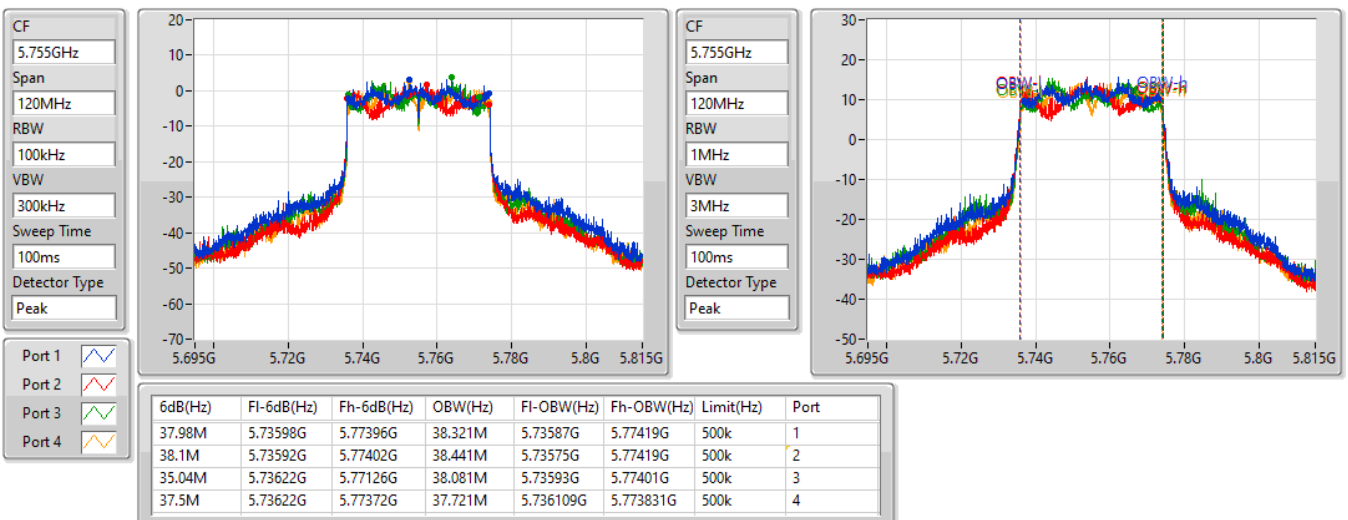 CF
5.755GHz
Span
120MHz
RBW
100kHz
VBW
300kHz
Sweep Time
100ms
Detector Type
Peak
20
10
0
-10
-20
-30
-40
-50
-60
-70
5.695G 5.72G 5.74G 5.76G 5.78G 5.8G 5.815G
CF
5.755GHz
Span
120MHz
RBW
1MHz
VBW
3MHz
Sweep Time
100ms
Detector Type
Peak
30
20
10
0
-10
-20
-30
-40
-50
OBW-h
5.695G 5.72G 5.74G 5.76G 5.78G 5.8G 5.815G
Port 1
Port 2
Port 3
Port 4
6dB(Hz) Fl-6dB(Hz) Fh-6dB(Hz) OBW(Hz) Fl-OBW(Hz) Fh-OBW(Hz) Limit(Hz) Port
37.98M 5.73598G 5.77396G 38.321M 5.73587G 5.77419G 500k 1
38.1M 5.73592G 5.77402G 38.441M 5.73575G 5.77419G 500k 2
35.04M 5.73622G 5.77126G 38.081M 5.73593G 5.77401G 500k 3
37.5M 5.73622G 5.77372G 37.721M 5.736109G 5.773831G 500k 4